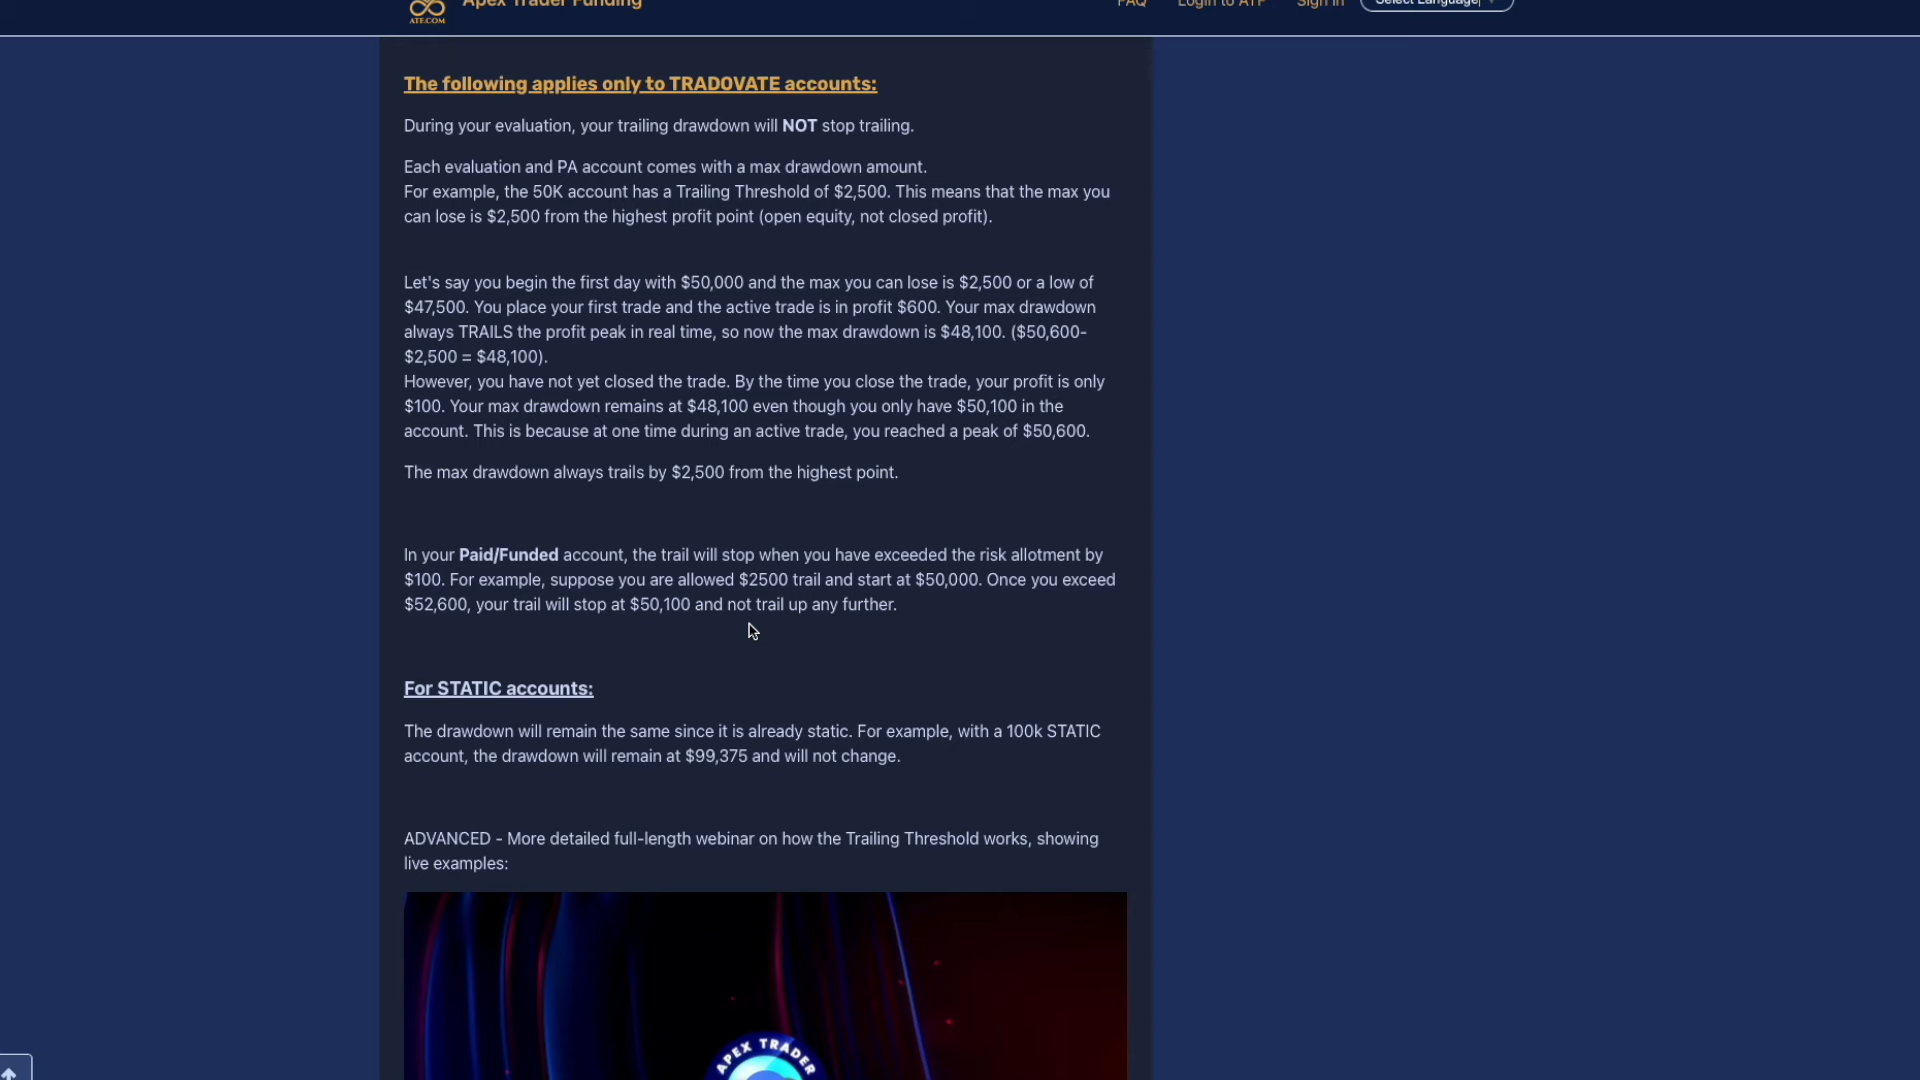 Apex Trader Funding
ATF.COM
FAQ
Login to ATF
Sign In
Select Language
The following applies only to TRADOVATE accounts:
During your evaluation, your trailing drawdown will NOT stop trailing.
Each evaluation and PA account comes with a max drawdown amount.
For example, the 50K account has a Trailing Threshold of $2,500. This means that the max you
can lose is $2,500 from the highest profit point (open equity, not closed profit).
Let's say you begin the first day with $50,000 and the max you can lose is $2,500 or a low of
$47,500. You place your first trade and the active trade is in profit $600. Your max drawdown
always TRAILS the profit peak in real time, so now the max drawdown is $48,100. ($50,600-
$2,500 = $48,100).
However, you have not yet closed the trade. By the time you close the trade, your profit is only
$100. Your max drawdown remains at $48,100 even though you only have $50,100 in the
account. This is because at one time during an active trade, you reached a peak of $50,600.
The max drawdown always trails by $2,500 from the highest point.
In your Paid/Funded account, the trail will stop when you have exceeded the risk allotment by
$100. For example, suppose you are allowed $2500 trail and start at $50,000. Once you exceed
$52,600, your trail will stop at $50,100 and not trail up any further.
For STATIC accounts:
The drawdown will remain the same since it is already static. For example, with a 100k STATIC
account, the drawdown will remain at $99,375 and will not change.
ADVANCED - More detailed full-length webinar on how the Trailing Threshold works, showing
live examples:
APEX TRADER